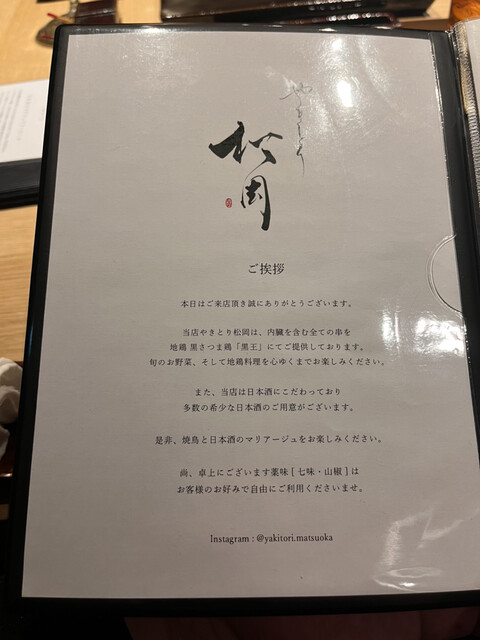 やきとり
松岡
ご挨拶
本日はご来店頂き誠にありがとうございます。
当店やきとり松岡は、内臓を含む全ての串を
地鶏 黒さつま鶏「黒王」にてご提供しております。
旬のお野菜、そして地鶏料理を心ゆくまでお楽しみください。
また、当店は日本酒にこだわっており
多数の希少な日本酒のご用意がございます。
是非、焼鳥と日本酒のマリアージュをお楽しみください。
尚、卓上にございます薬味 [ 七味・山椒 ] は
お客様のお好みで自由にご利用くださいませ。
Instagram : @yakitori.matsuoka